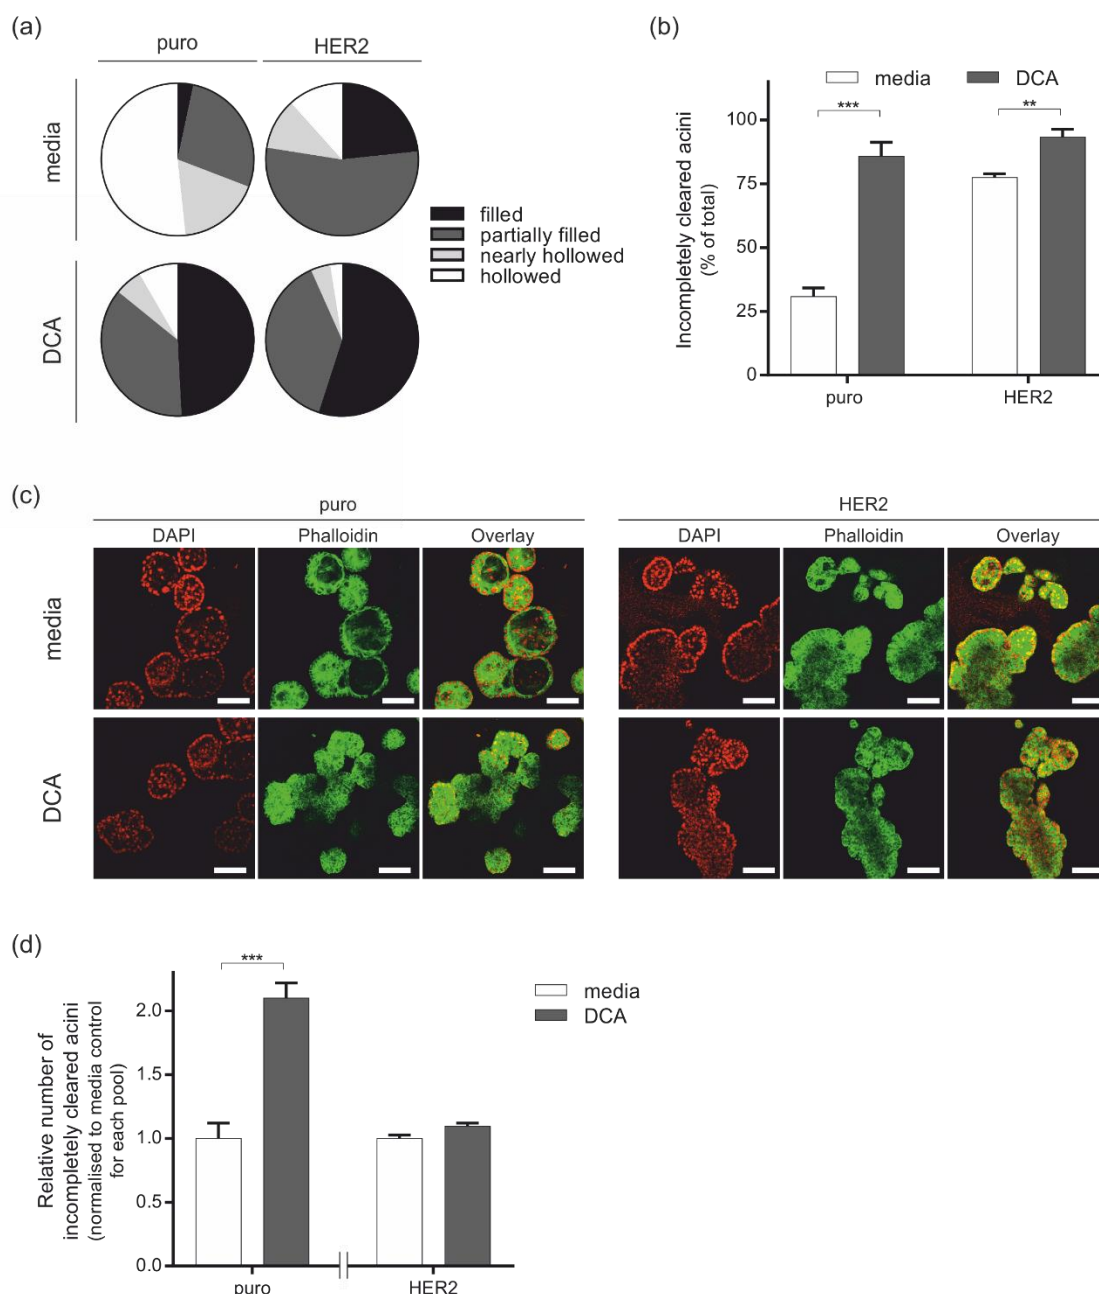 (a)
puro
HER2
media
DCA
filled
partially filled
nearly hollowed
hollowed
(b)
media
DCA
***
**
Incompletely cleared acini
(% of total)
100
75
50
25
0
puro
HER2
(c)
puro
HER2
DAPI
Phalloidin
Overlay
DAPI
Phalloidin
Overlay
media
DCA
(d)
***
media
DCA
Relative number of
incompletely cleared acini
(normalised to media control
for each pool)
2.0
1.5
1.0
0.5
0.0
puro
HER2